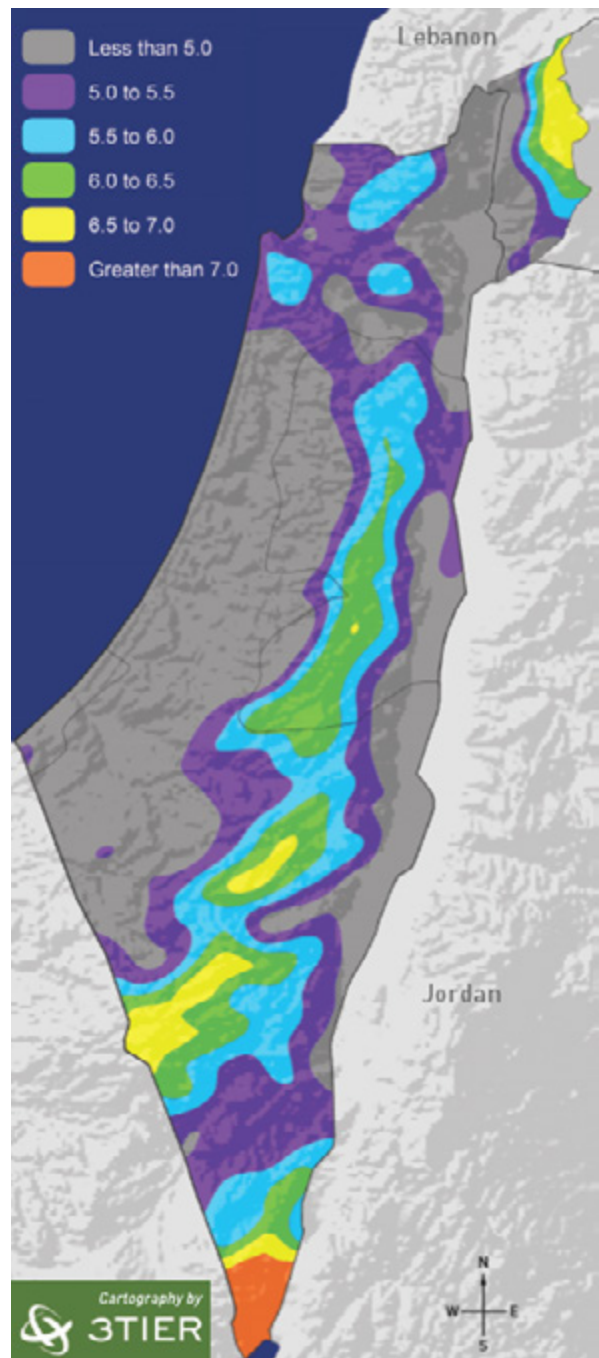 Lebanon
Less than 5.0
5.0 to 5.5
5.5 to 6.0
6.0 to 6.5
6.5 to 7.0
Greater than 7.0
Jordan
N
W E
S
Cartography by
3TIER